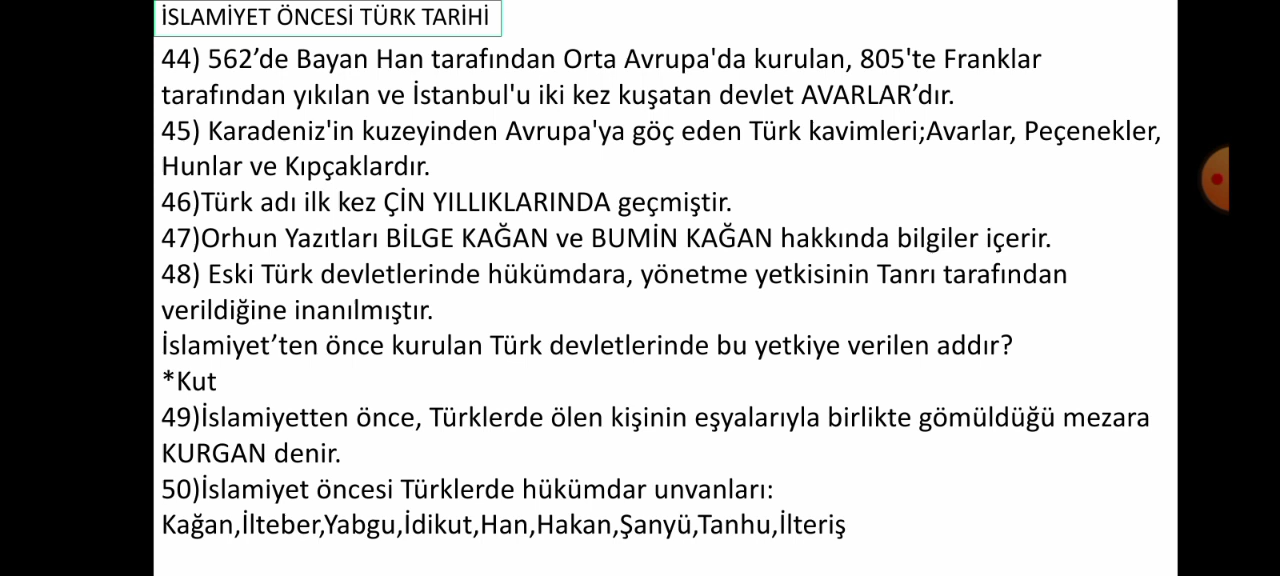 İSLAMİYET ÖNCESİ TÜRK TARİHİ
44) 562’de Bayan Han tarafından Orta Avrupa'da kurulan, 805'te Franklar
tarafından yıkılan ve İstanbul'u iki kez kuşatan devlet AVARLAR’dır.
45) Karadeniz'in kuzeyinden Avrupa'ya göç eden Türk kavimleri;Avarlar, Peçenekler,
Hunlar ve Kıpçaklardır.
46)Türk adı ilk kez ÇİN YILLIKLARINDA geçmiştir.
47)Orhun Yazıtları BİLGE KAĞAN ve BUMİN KAĞAN hakkında bilgiler içerir.
48) Eski Türk devletlerinde hükümdara, yönetme yetkisinin Tanrı tarafından
verildiğine inanılmıştır.
İslamiyet’ten önce kurulan Türk devletlerinde bu yetkiye verilen addır?
*Kut
49)İslamiyetten önce, Türklerde ölen kişinin eşyalarıyla birlikte gömüldüğü mezara
KURGAN denir.
50)İslamiyet öncesi Türklerde hükümdar unvanları:
Kağan,İlteber,Yabgu,İdikut,Han,Hakan,Şanyü,Tanhu,İlteriş